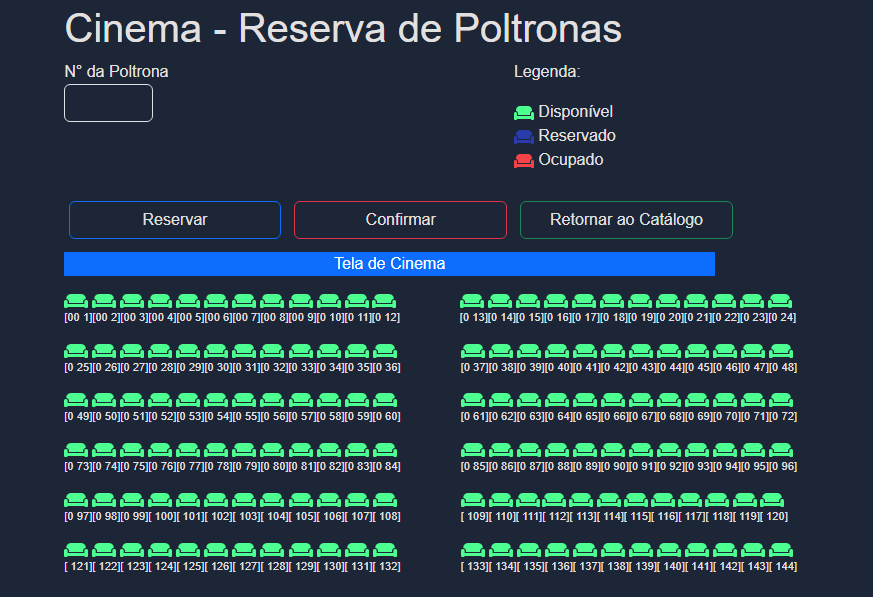 Cinema - Reserva de Poltronas
N° da Poltrona
Legenda:
Disponível
Reservado
Ocupado
Reservar
Confirmar
Retornar ao Catálogo
Tela de Cinema
[00 1][00 2][00 3][00 4][00 5][00 6][00 7][00 8][00 9][0 10][0 11][0 12]
[0 13][0 14][0 15][0 16][0 17][0 18][0 19][0 20][0 21][0 22][0 23][0 24]
[0 25][0 26][0 27][0 28][0 29][0 30][0 31][0 32][0 33][0 34][0 35][0 36]
[0 37][0 38][0 39][0 40][0 41][0 42][0 43][0 44][0 45][0 46][0 47][0 48]
[0 49][0 50][0 51][0 52][0 53][0 54][0 55][0 56][0 57][0 58][0 59][0 60]
[0 61][0 62][0 63][0 64][0 65][0 66][0 67][0 68][0 69][0 70][0 71][0 72]
[0 73][0 74][0 75][0 76][0 77][0 78][0 79][0 80][0 81][0 82][0 83][0 84]
[0 85][0 86][0 87][0 88][0 89][0 90][0 91][0 92][0 93][0 94][0 95][0 96]
[0 97][0 98][0 99][ 100][ 101][ 102][ 103][ 104][ 105][ 106][ 107][ 108]
[ 109][ 110][ 111][ 112][ 113][ 114][ 115][ 116][ 117][ 118][ 119][ 120]
[ 121][ 122][ 123][ 124][ 125][ 126][ 127][ 128][ 129][ 130][ 131][ 132]
[ 133][ 134][ 135][ 136][ 137][ 138][ 139][ 140][ 141][ 142][ 143][ 144]